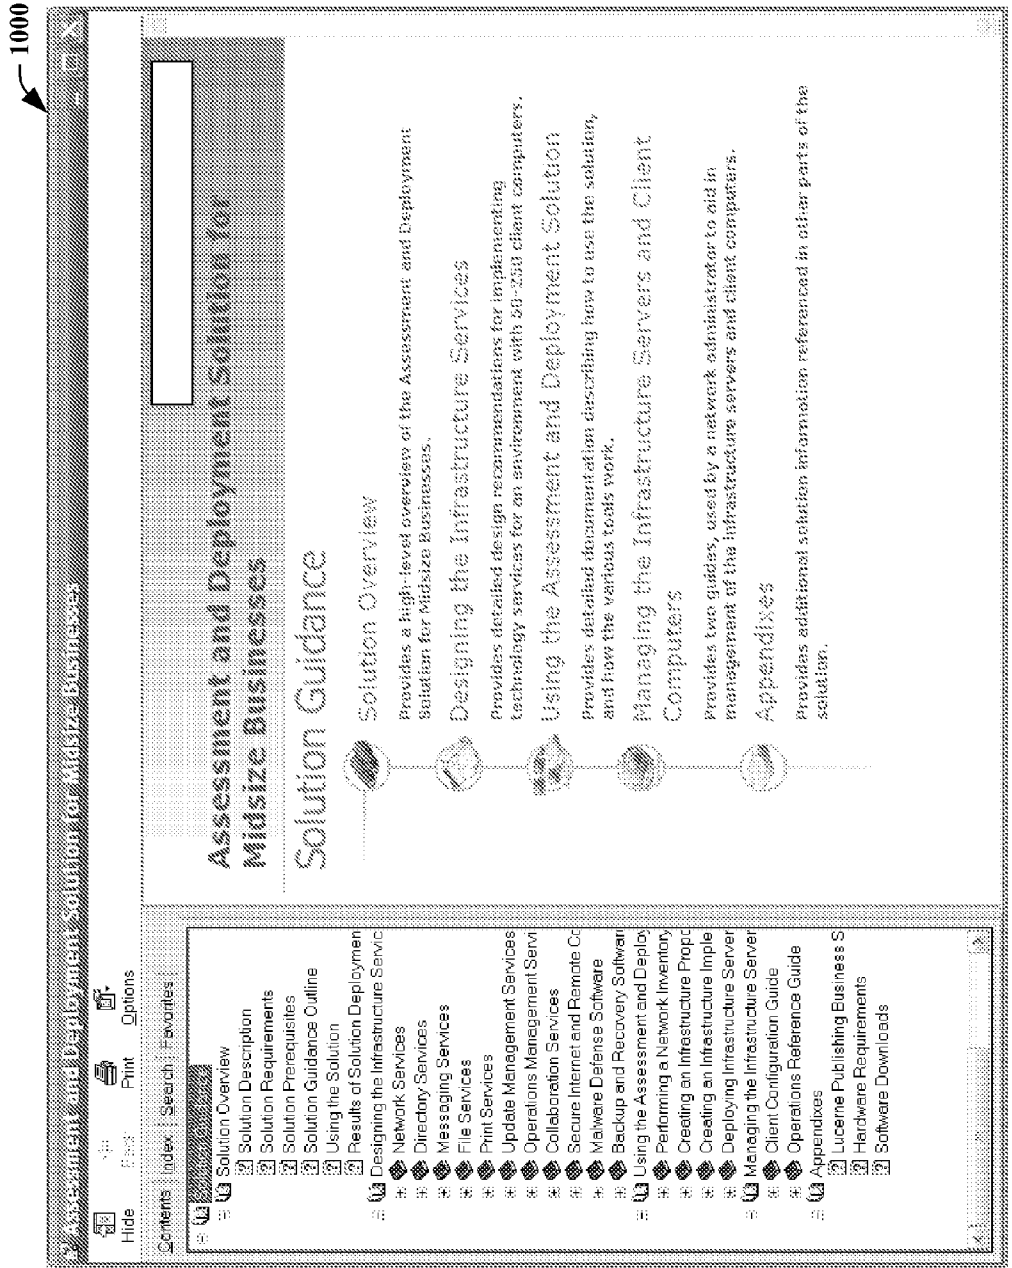 1000
Assessment and Deployment Solution for Midsize Businesses
Hide
Back
Print
Options
Contents
Index
Search
Favorites
Solution Overview
Solution Description
Solution Requirements
Solution Prerequisites
Solution Guidance Outline
Using the Solution
Results of Solution Deploymen
Designing the Infrastructure Servic
Network Services
Directory Services
Messaging Services
File Services
Print Services
Update Management Services
Operations Management Servi
Collaboration Services
Secure Internet and Remote Cc
Malware Defense Software
Backup and Recovery Softwar
Using the Assessment and Deploy
Performing a Network Inventory
Creating an Infrastructure Propc
Creating an Infrastructure Imple
Deploying Infrastructure Server
Managing the Infrastructure Server
Client Configuration Guide
Operations Reference Guide
Appendixes
Lucerne Publishing Business S
Hardware Requirements
Software Downloads
Assessment and Deployment Solution for
Midsize Businesses
Solution Guidance
Solution Overview
Provides a high-level overview of the Assessment and Deployment
Solution for Midsize Businesses.
Designing the Infrastructure Services
Provides detailed design recommendations for implementing
technology services for an environment with 50-250 client computers.
Using the Assessment and Deployment Solution
Provides detailed documentation describing how to use the solution,
and how the various tools work.
Managing the Infrastructure Servers and Client
Computers
Provides two guides, used by a network administrator to aid in
management of the infrastructure servers and client computers.
Appendixes
Provides additional solution information referenced in other parts of the
solution.